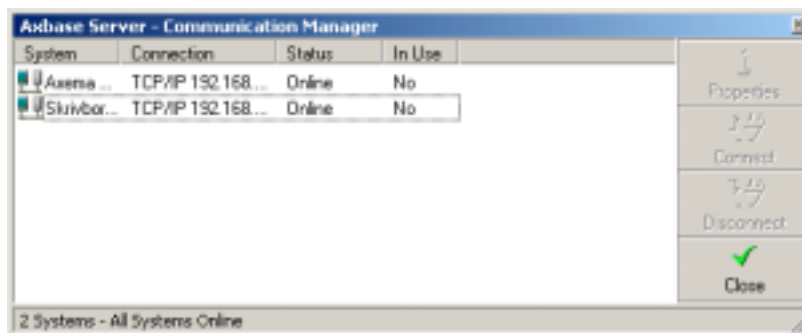 Axbase Server - Communication Manager
System Connection Status In Use
Axema ... TCP/IP 192.168.... Online No
Skrivbor... TCP/IP 192.168.... Online No
Properties
Connect
Disconnect
Close
2 Systems - All Systems Online